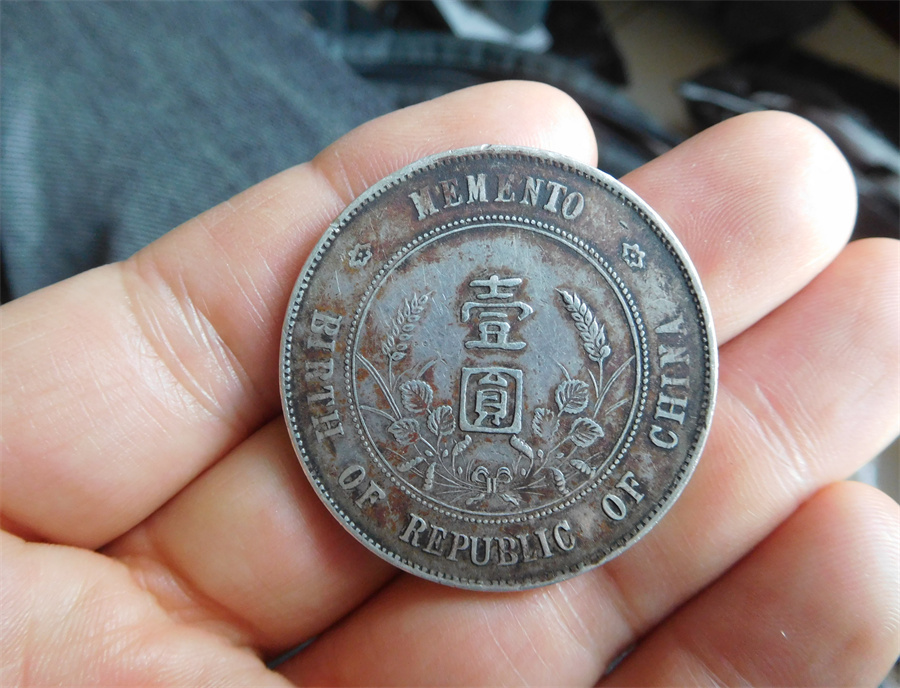 MEMENTO
壹
圓
BIRTH OF REPUBLIC OF CHINA